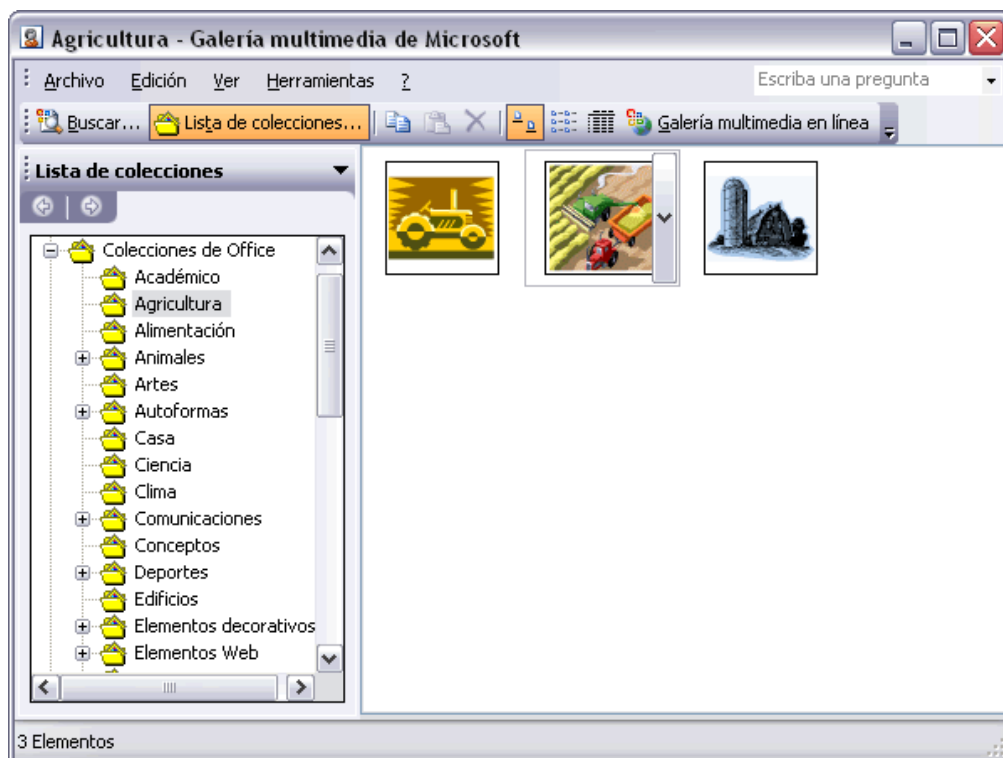 Agricultura - Galería multimedia de Microsoft
Archivo Edición Ver Herramientas ? Escriba una pregunta
Buscar... Lista de colecciones... Galería multimedia en línea
Lista de colecciones
Colecciones de Office
Académico
Agricultura
Alimentación
Animales
Artes
Autoformas
Casa
Ciencia
Clima
Comunicaciones
Conceptos
Deportes
Edificios
Elementos decorativos
Elementos Web
3 Elementos